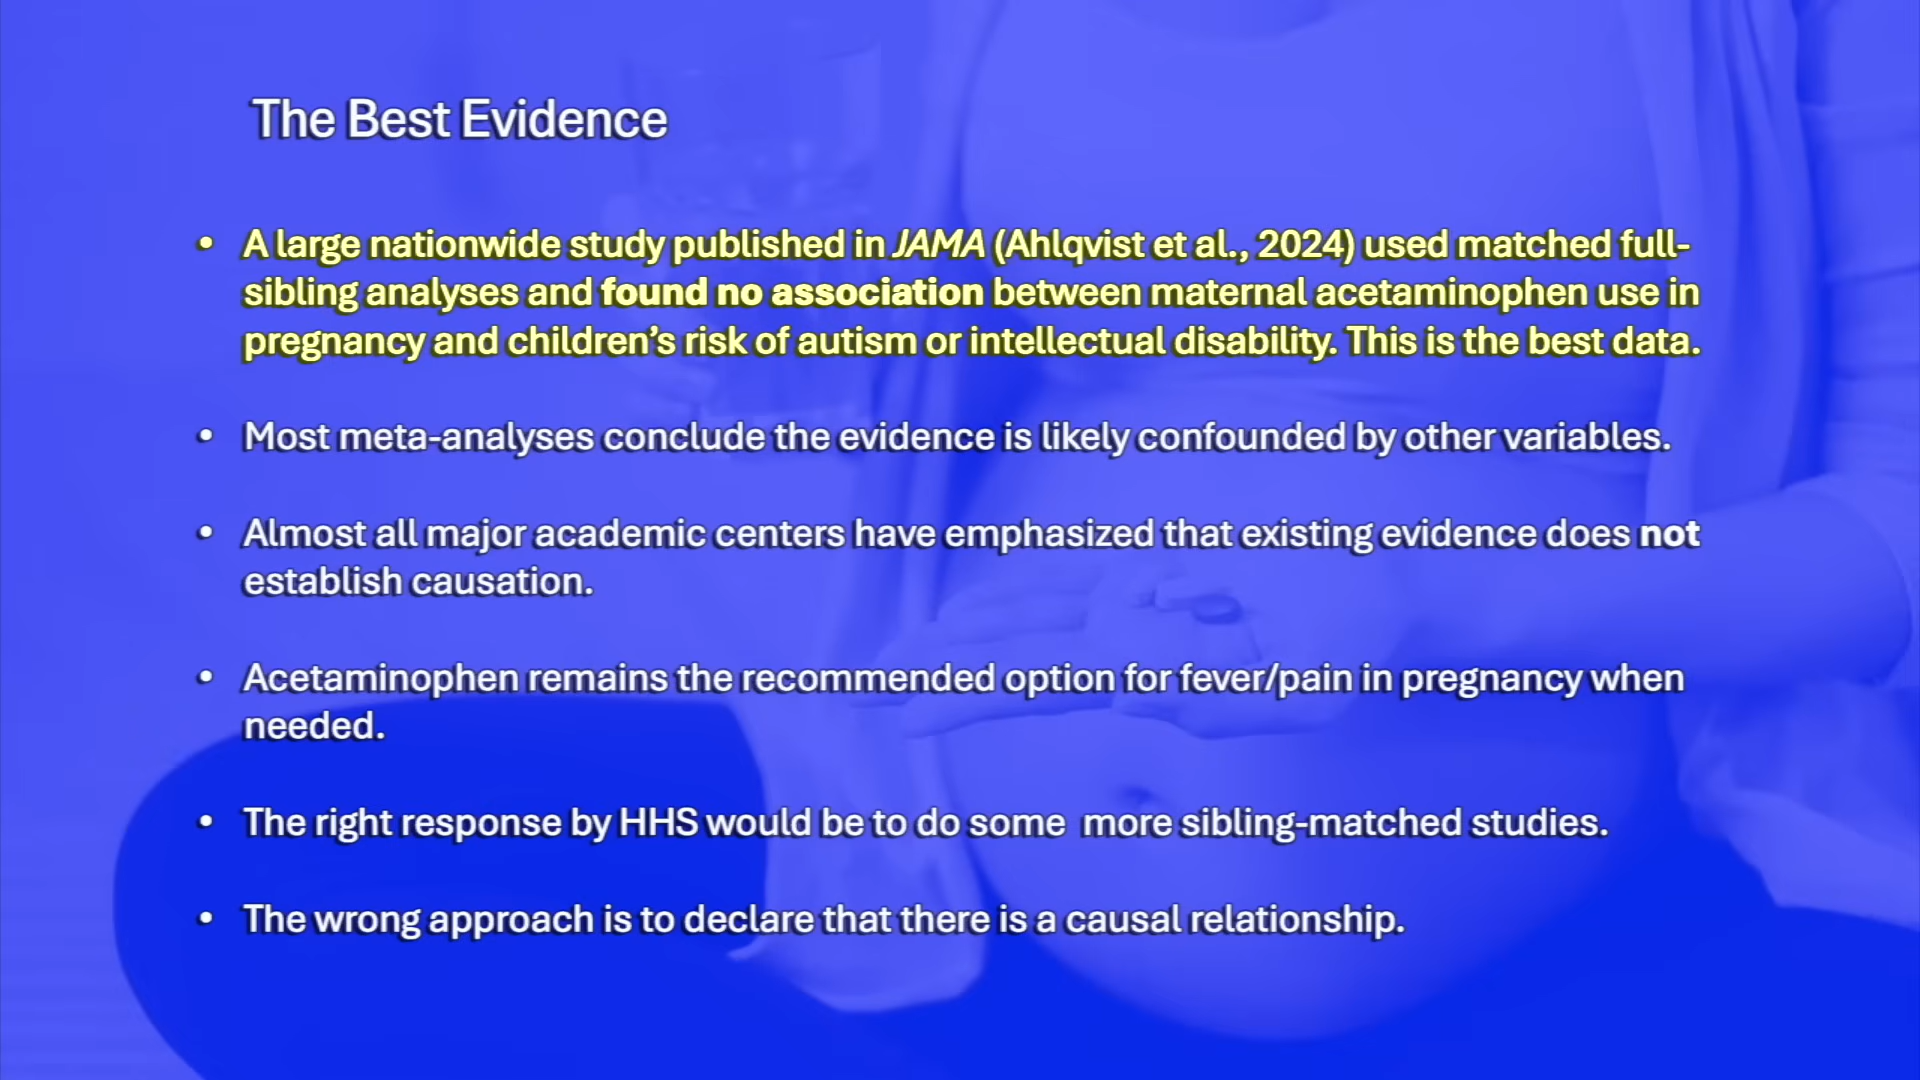 The Best Evidence
• A large nationwide study published in JAMA (Ahlqvist et al., 2024) used matched full-
sibling analyses and found no association between maternal acetaminophen use in
pregnancy and children’s risk of autism or intellectual disability. This is the best data.
• Most meta-analyses conclude the evidence is likely confounded by other variables.
• Almost all major academic centers have emphasized that existing evidence does not
establish causation.
• Acetaminophen remains the recommended option for fever/pain in pregnancy when
needed.
• The right response by HHS would be to do some  more sibling-matched studies.
• The wrong approach is to declare that there is a causal relationship.